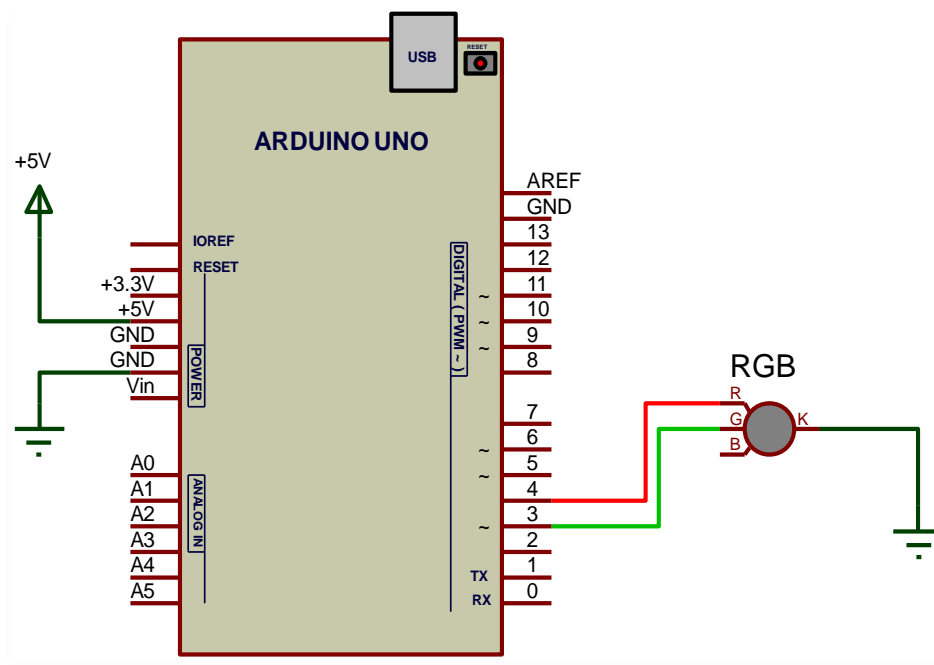 USB
RESET
ARDUINO UNO
+5V
IOREF
RESET
+3.3V
+5V
GND
GND
Vin
POWER
A0
A1
A2
A3
A4
A5
ANALOG IN
AREF
GND
13
12
~ 11
~ 10
~ 9
8
DIGITAL ( PWM ~ )
7
~ 6
~ 5
4
~ 3
2
TX 1
RX 0
RGB
R
G
B
K